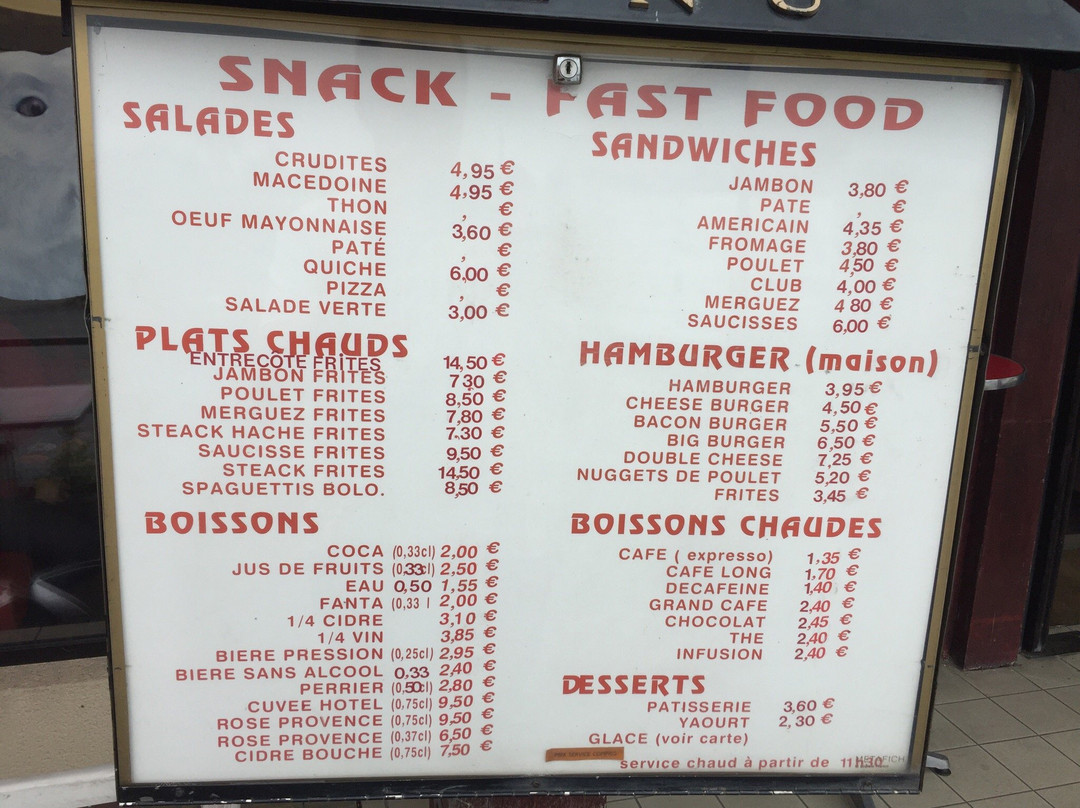 SNACK - FAST FOOD
SALADES
CRUDITES 4,95 €
MACEDOINE 4,95 €
THON , €
OEUF MAYONNAISE 3,60 €
PATÉ , €
QUICHE 6,00 €
PIZZA , €
SALADE VERTE 3,00 €
PLATS CHAUDS
ENTRECÔTE FRITES 14,50 €
JAMBON FRITES 7,30 €
POULET FRITES 8,50 €
MERGUEZ FRITES 7,80 €
STEACK HACHE FRITES 7,30 €
SAUCISSE FRITES 9,50 €
STEACK FRITES 14,50 €
SPAGUETTIS BOLO. 8,50 €
BOISSONS
COCA (0,33cl) 2,00 €
JUS DE FRUITS (0,33cl) 2,50 €
EAU 0,50 1,55 €
FANTA (0,33 l 2,00 €
1/4 CIDRE 3,10 €
1/4 VIN 3,85 €
BIERE PRESSION (0,25cl) 2,95 €
BIERE SANS ALCOOL 0,33 2,40 €
PERRIER (0,50cl) 2,80 €
CUVEE HOTEL (0,75cl) 9,50 €
ROSE PROVENCE (0,75cl) 9,50 €
ROSE PROVENCE (0,37cl) 6,50 €
CIDRE BOUCHE (0,75cl) 7,50 €
SANDWICHES
JAMBON 3,80 €
PATE , €
AMERICAIN 4,35 €
FROMAGE 3,80 €
POULET 4,50 €
CLUB 4,00 €
MERGUEZ 4 80 €
SAUCISSES 6,00 €
HAMBURGER (maison)
HAMBURGER 3,95 €
CHEESE BURGER 4,50 €
BACON BURGER 5,50 €
BIG BURGER 6,50 €
DOUBLE CHEESE 7,25 €
NUGGETS DE POULET 5,20 €
FRITES 3,45 €
BOISSONS CHAUDES
CAFE ( expresso) 1,35 €
CAFE LONG 1,70 €
DECAFEINE 1,40 €
GRAND CAFE 2,40 €
CHOCOLAT 2,45 €
THE 2,40 €
INFUSION 2,40 €
DESSERTS
PATISSERIE 3,60 €
YAOURT 2,30 €
GLACE (voir carte)
service chaud à partir de 11h30